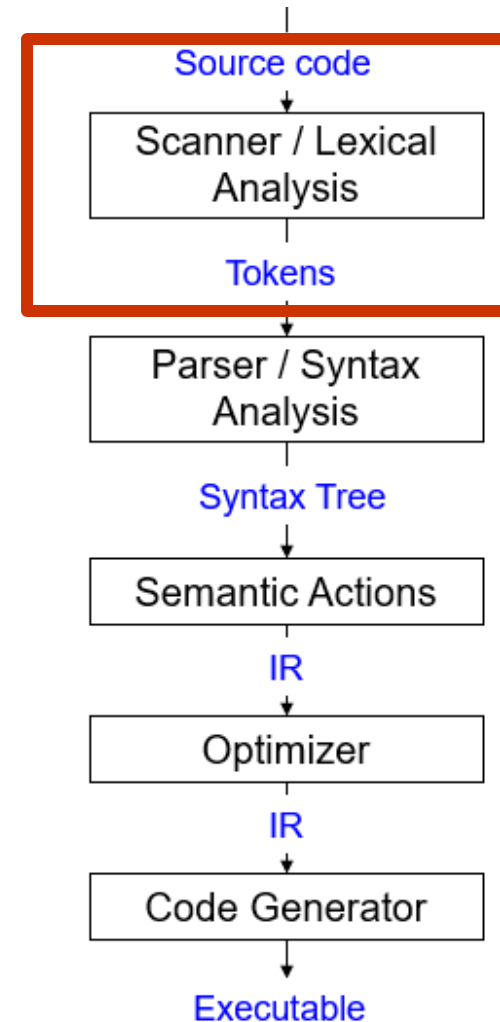 Source code
Scanner / Lexical
Analysis
Tokens
Parser / Syntax
Analysis
Syntax Tree
Semantic Actions
IR
Optimizer
IR
Code Generator
Executable